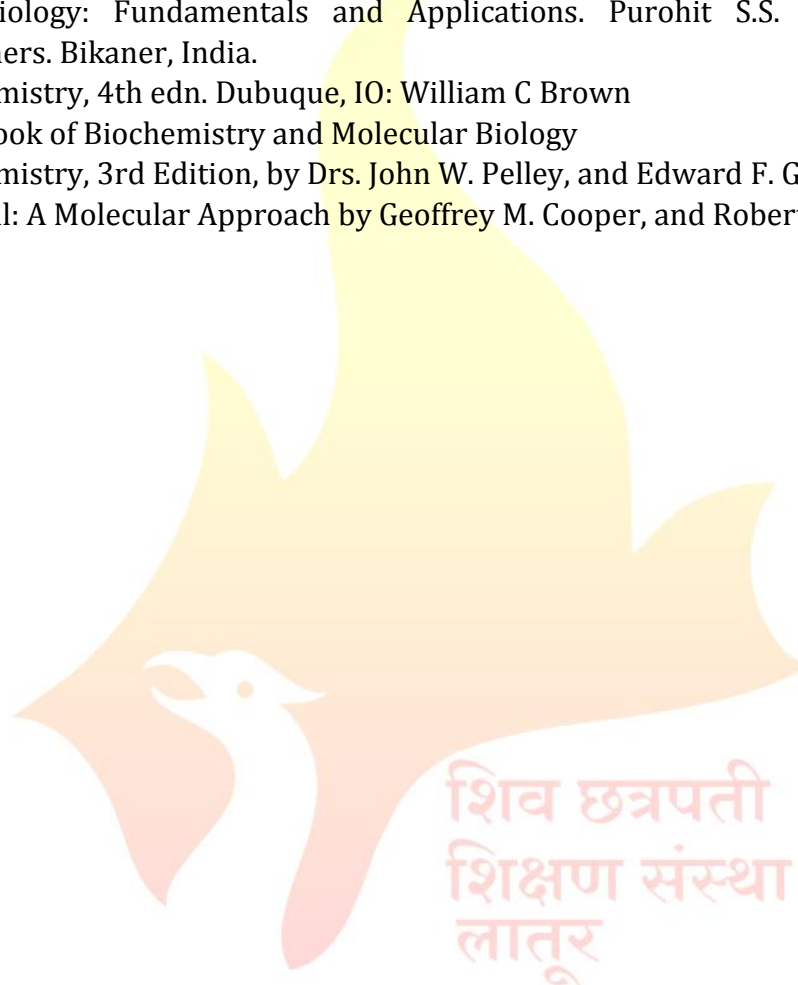 iology: Fundamentals and Applications. Purohit S.S.
ners. Bikaner, India.
mistry, 4th edn. Dubuque, IO: William C Brown
ook of Biochemistry and Molecular Biology
mistry, 3rd Edition, by Drs. John W. Pelley, and Edward F. G
ll: A Molecular Approach by Geoffrey M. Cooper, and Robert
शिव छत्रपती
शिक्षण संस्था
लातूर